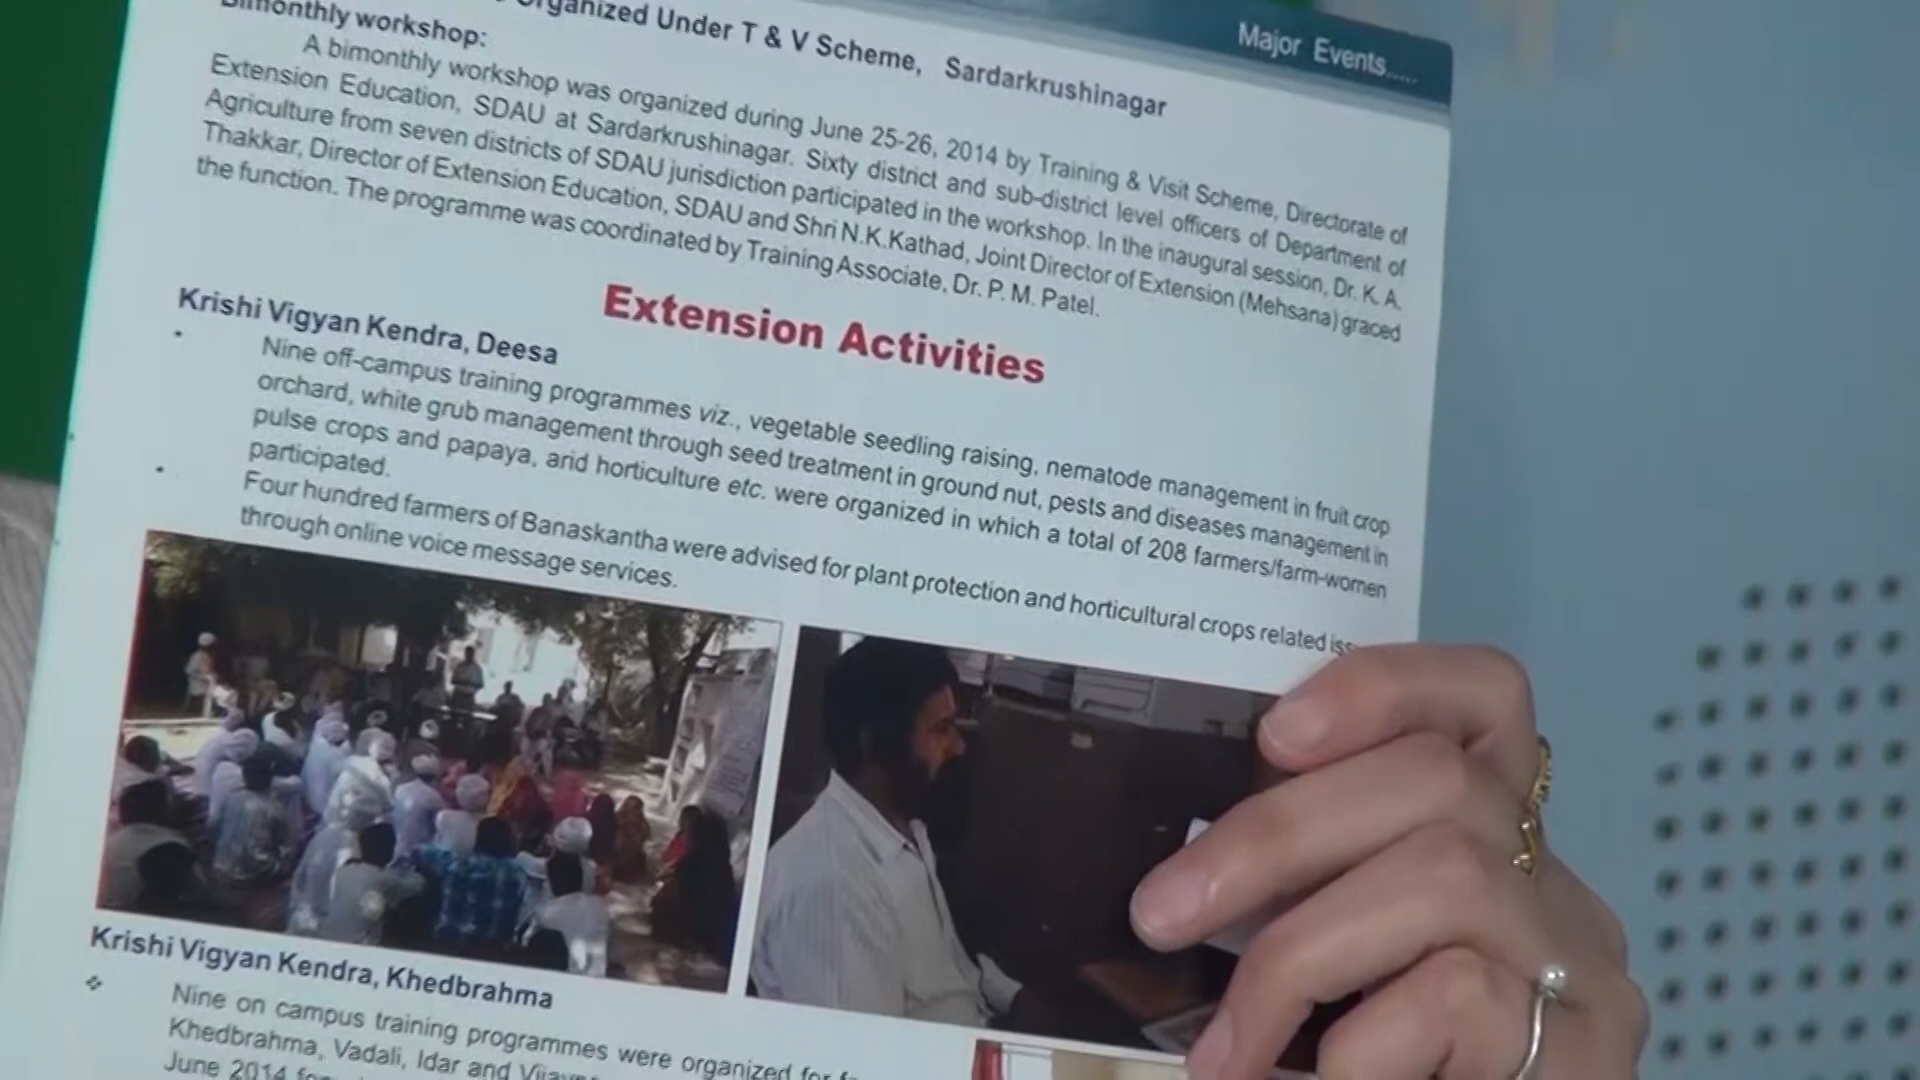 Major Events.....
Organized Under T & V Scheme, Sardarkrushinagar
Bimonthly workshop:
A bimonthly workshop was organized during June 25-26, 2014 by Training & Visit Scheme, Directorate of
Extension Education, SDAU at Sardarkrushinagar. Sixty district and sub-district level officers of Department of
Agriculture from seven districts of SDAU jurisdiction participated in the workshop. In the inaugural session, Dr. K. A.
Thakkar, Director of Extension Education, SDAU and Shri N.K.Kathad, Joint Director of Extension (Mehsana) graced
the function. The programme was coordinated by Training Associate, Dr. P. M. Patel.
Extension Activities
Krishi Vigyan Kendra, Deesa
Nine off-campus training programmes viz., vegetable seedling raising, nematode management in fruit crop
orchard, white grub management through seed treatment in ground nut, pests and diseases management in
pulse crops and papaya, arid horticulture etc. were organized in which a total of 208 farmers/farm-women
participated.
Four hundred farmers of Banaskantha were advised for plant protection and horticultural crops related
through online voice message services.
Krishi Vigyan Kendra, Khedbrahma
Nine on campus training programmes were organized for
Khedbrahma, Vadali, Idar and
June 2014